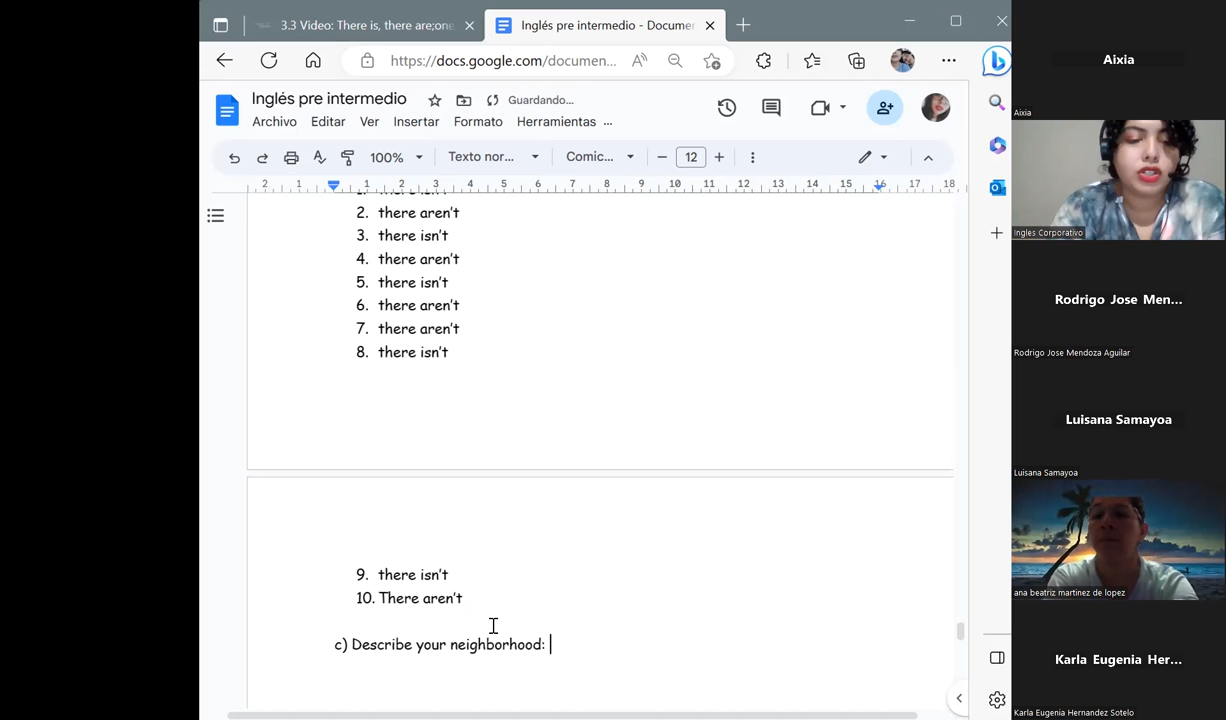 3.3 Video: There is, there are;one
Inglés pre intermedio - Docume
https://docs.google.com/documen...
Inglés pre intermedio
Guardando...
Archivo Editar Ver Insertar Formato Herramientas ...
100% Texto nor... Comic... 12
2 1 1 2 3 4 5 6 7 8 9 10 11 12 13 14 15 16 17 18
2. there aren't
3. there isn't
4. there aren't
5. there isn't
6. there aren't
7. there aren't
8. there isn't
9. there isn't
10. There aren't
c) Describe your neighborhood:
Aixia
Aixia
Ingles Corporativo
Rodrigo Jose Men...
Rodrigo Jose Mendoza Aguilar
Luisana Samayoa
Luisana Samayoa
ana beatriz martinez de lopez
Karla Eugenia Her...
Karla Eugenia Hernandez Sotelo